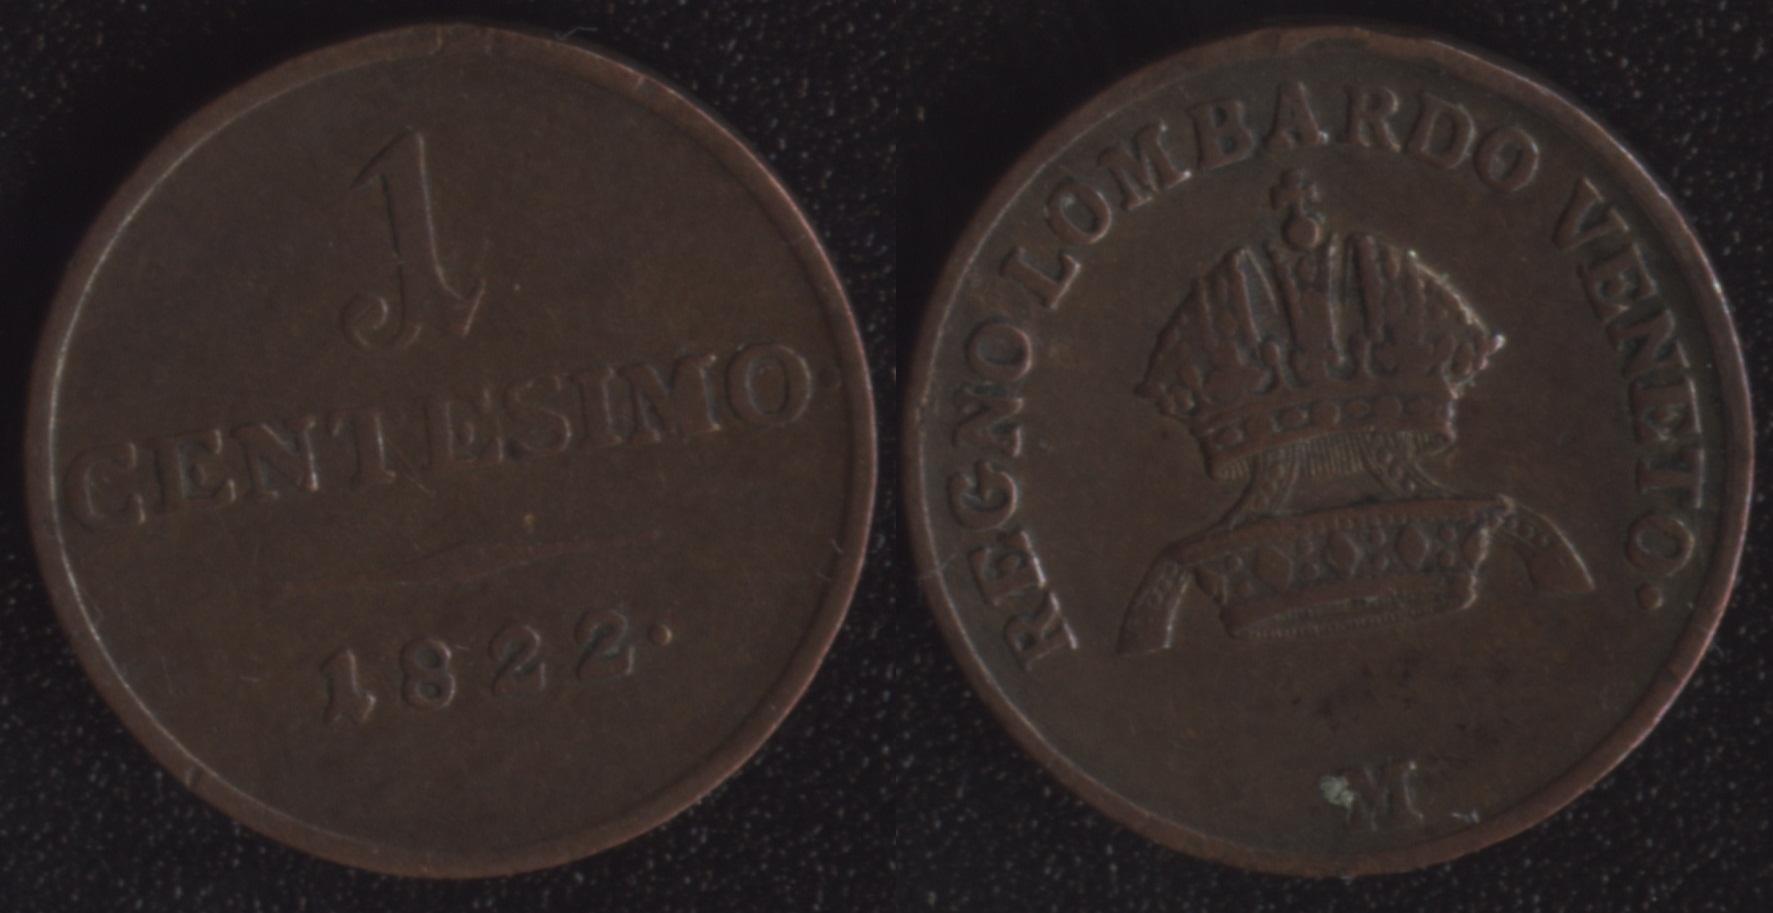 1
CENTESIMO.
1822.
REGNO LOMBARDO VENETO.
M